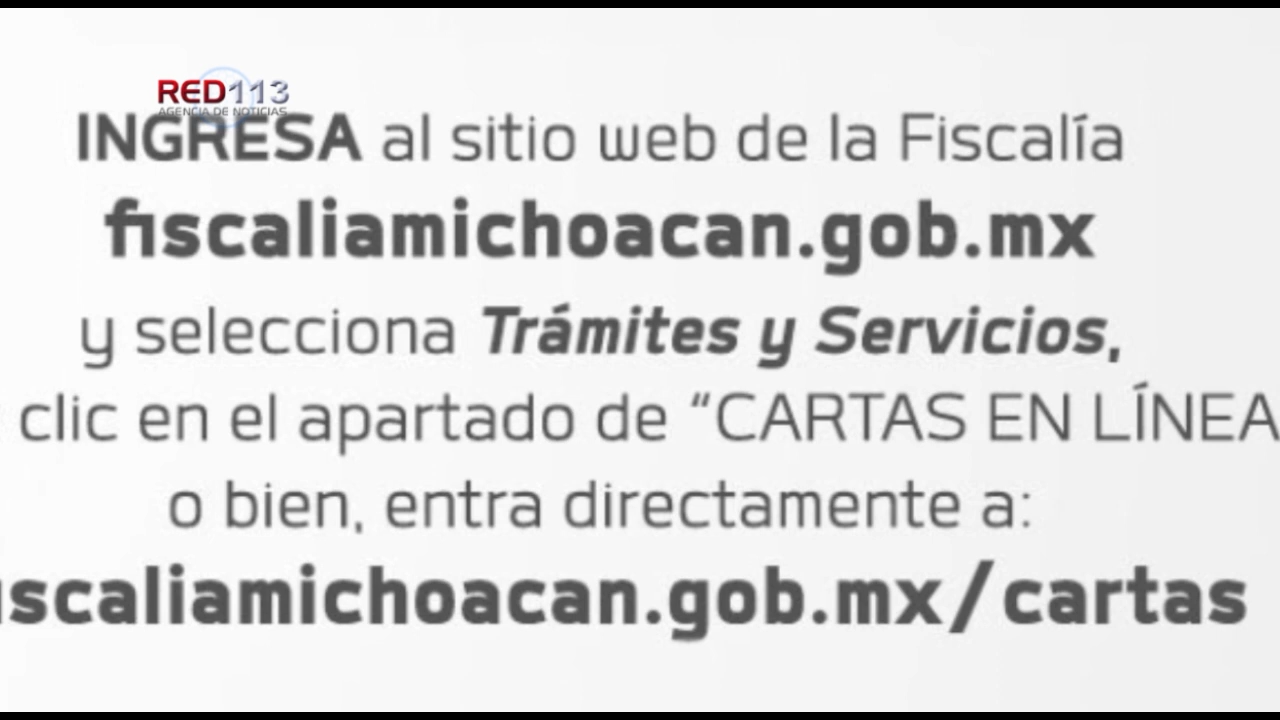 RED113
AGENCIA DE NOTICIAS
INGRESA al sitio web de la Fiscalía
fiscaliamichoacan.gob.mx
y selecciona Trámites y Servicios,
clic en el apartado de “CARTAS EN LÍNEA
o bien, entra directamente a:
iscaliamichoacan.gob.mx/cartas